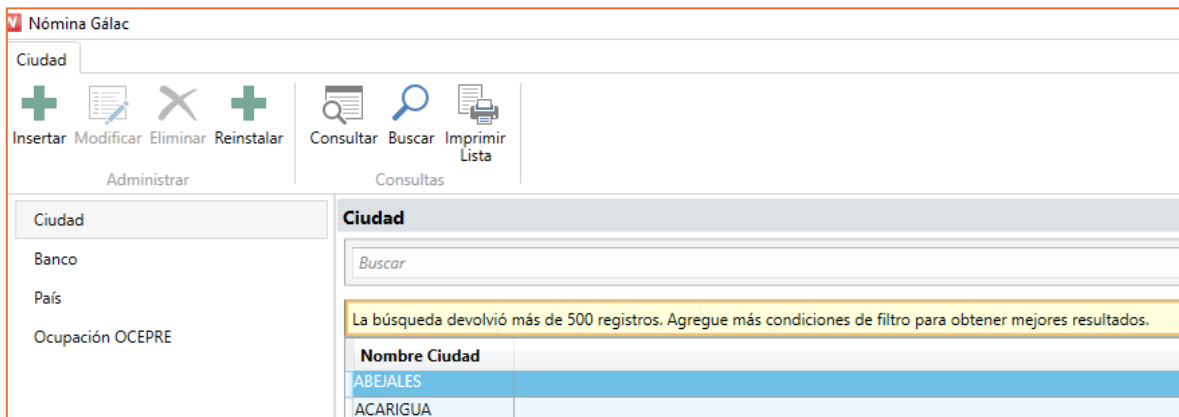 Nómina Gálac
Ciudad
Insertar Modificar Eliminar Reinstalar Consultar Buscar Imprimir
Lista
Administrar Consultas
Ciudad
Banco
País
Ocupación OCEPRE
Ciudad
Buscar
La búsqueda devolvió más de 500 registros. Agregue más condiciones de filtro para obtener mejores resultados.
Nombre Ciudad
ABEJALES
ACARIGUA